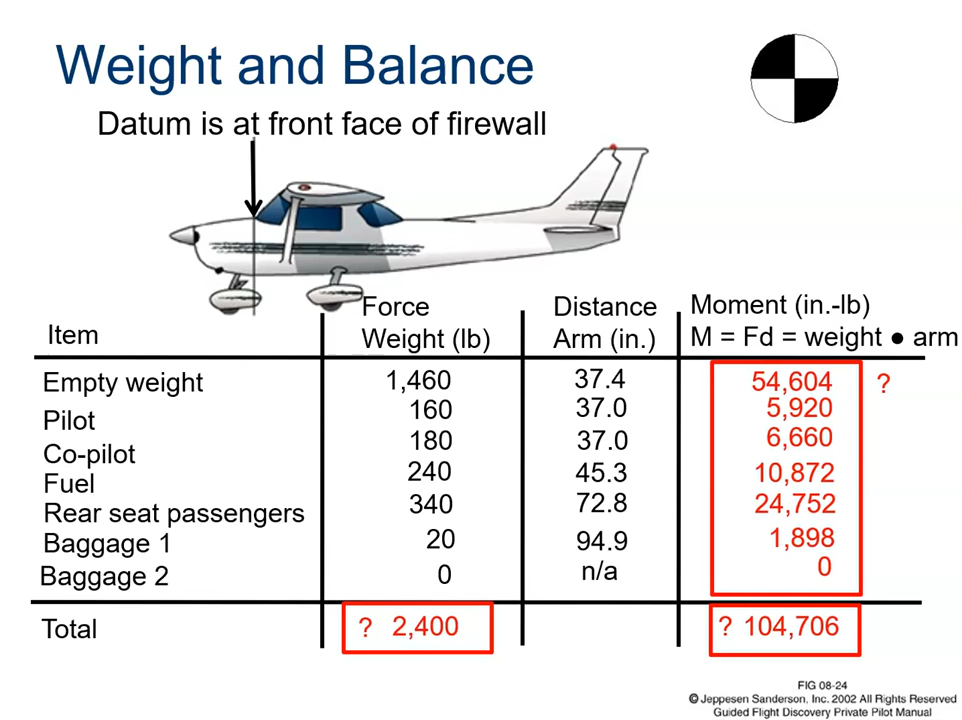 Weight and Balance
Datum is at front face of firewall
Item
Force
Weight (lb)
Distance
Arm (in.)
Moment (in.-lb)
M = Fd = weight ● arm
Empty weight 1,460 37.4 54,604 ?
Pilot 160 37.0 5,920
Co-pilot 180 37.0 6,660
Fuel 240 45.3 10,872
Rear seat passengers 340 72.8 24,752
Baggage 1 20 94.9 1,898
Baggage 2 0 n/a 0
Total ? 2,400 ? 104,706
FIG 08-24
© Jeppesen Sanderson, Inc. 2002 All Rights Reserved
Guided Flight Discovery Private Pilot Manual